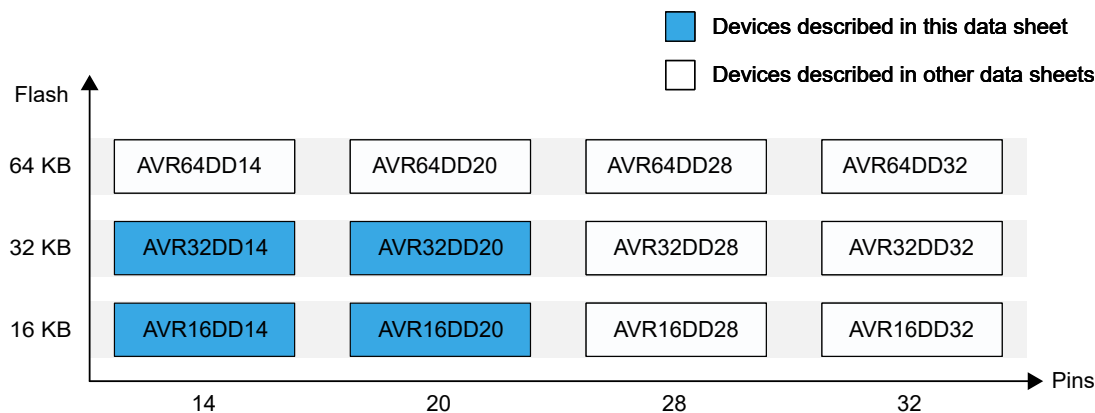 Devices described in this data sheet
Devices described in other data sheets
Flash
64 KB AVR64DD14 AVR64DD20 AVR64DD28 AVR64DD32
32 KB AVR32DD14 AVR32DD20 AVR32DD28 AVR32DD32
16 KB AVR16DD14 AVR16DD20 AVR16DD28 AVR16DD32
Pins
14 20 28 32